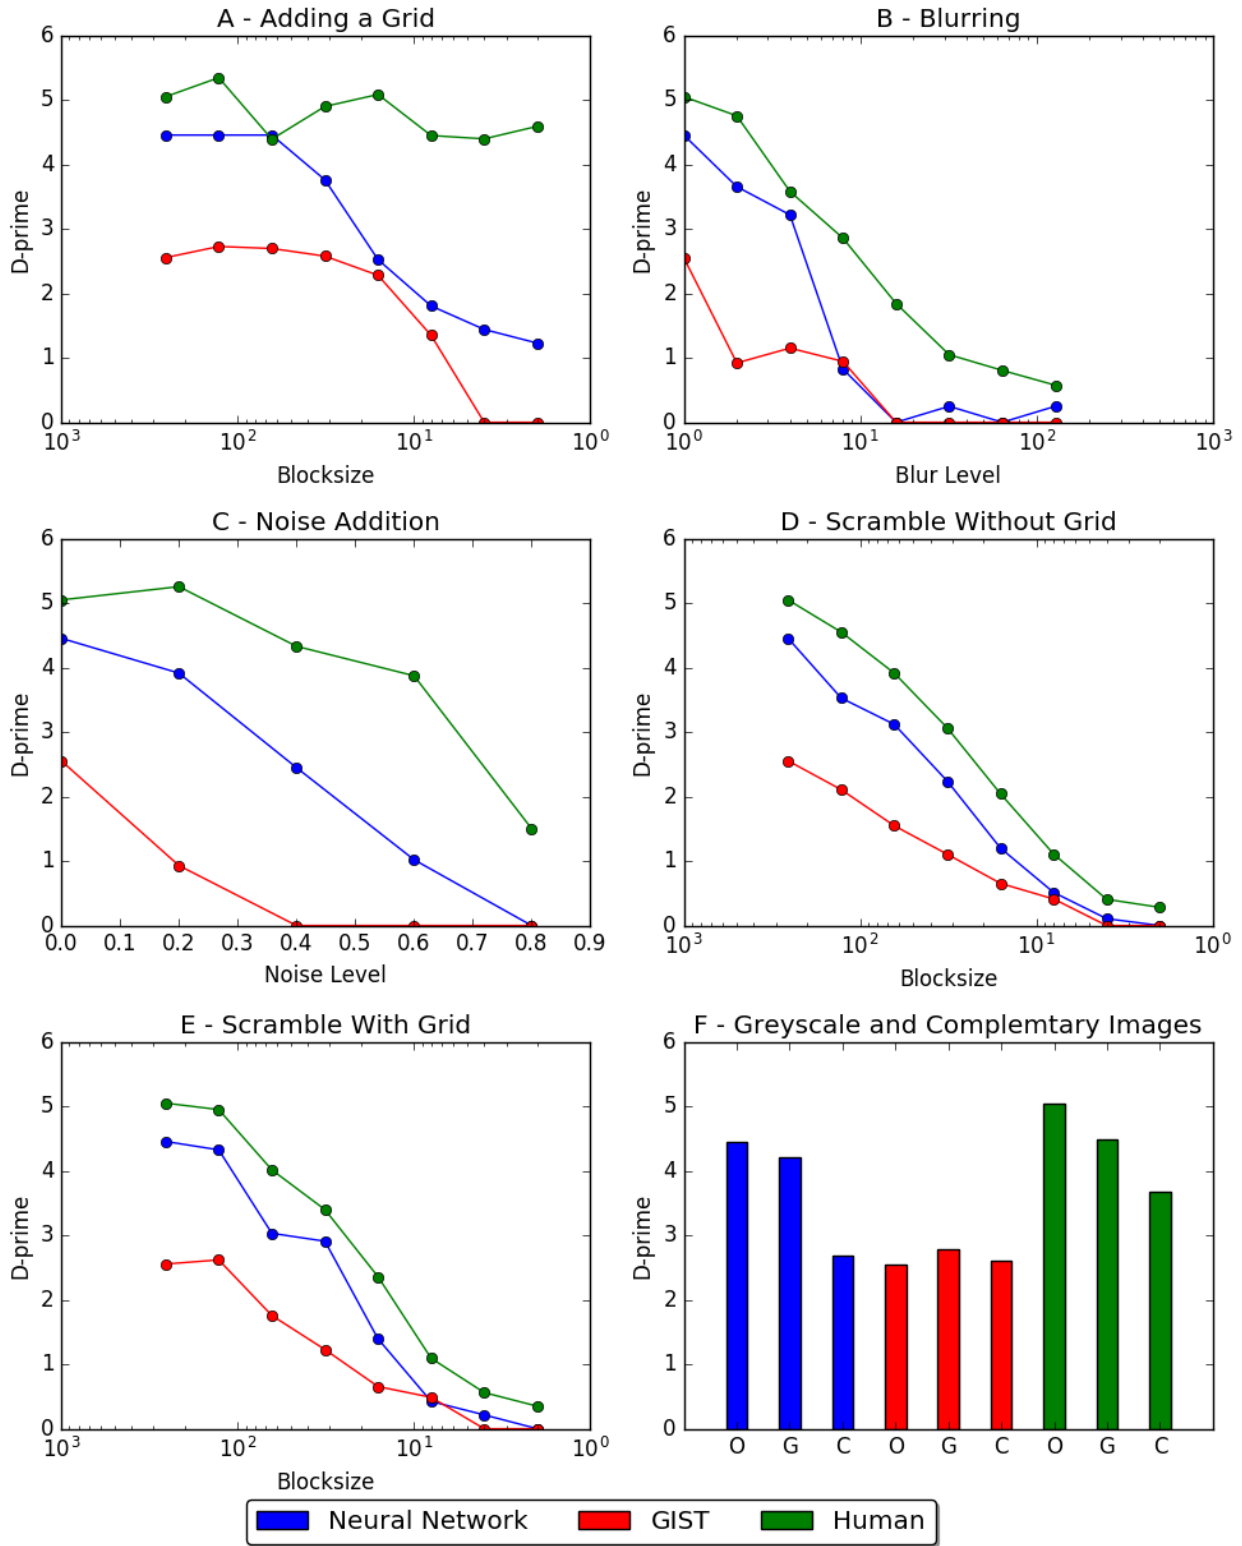 A - Adding a Grid
6
5
4
3
2
1
0
D-prime
10³ 10² 10¹ 10⁰
Blocksize
B - Blurring
6
5
4
3
2
1
0
D-prime
10⁰ 10¹ 10² 10³
Blur Level
C - Noise Addition
6
5
4
3
2
1
0
D-prime
0.0 0.1 0.2 0.3 0.4 0.5 0.6 0.7 0.8 0.9
Noise Level
D - Scramble Without Grid
6
5
4
3
2
1
0
D-prime
10³ 10² 10¹ 10⁰
Blocksize
E - Scramble With Grid
6
5
4
3
2
1
0
D-prime
10³ 10² 10¹ 10⁰
Blocksize
F - Greyscale and Complemtary Images
6
5
4
3
2
1
0
D-prime
O G C O G C O G C
Neural Network GIST Human